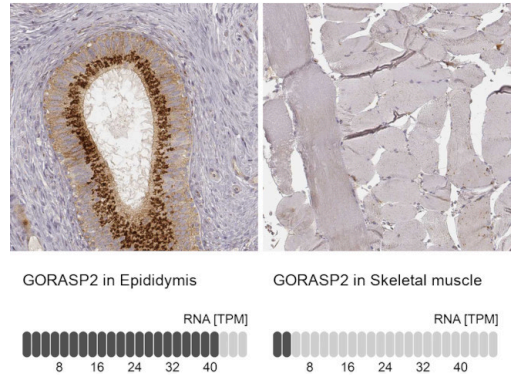 GORASP2 in Epididymis
RNA [TPM]
8 16 24 32 40
GORASP2 in Skeletal muscle
RNA [TPM]
8 16 24 32 40